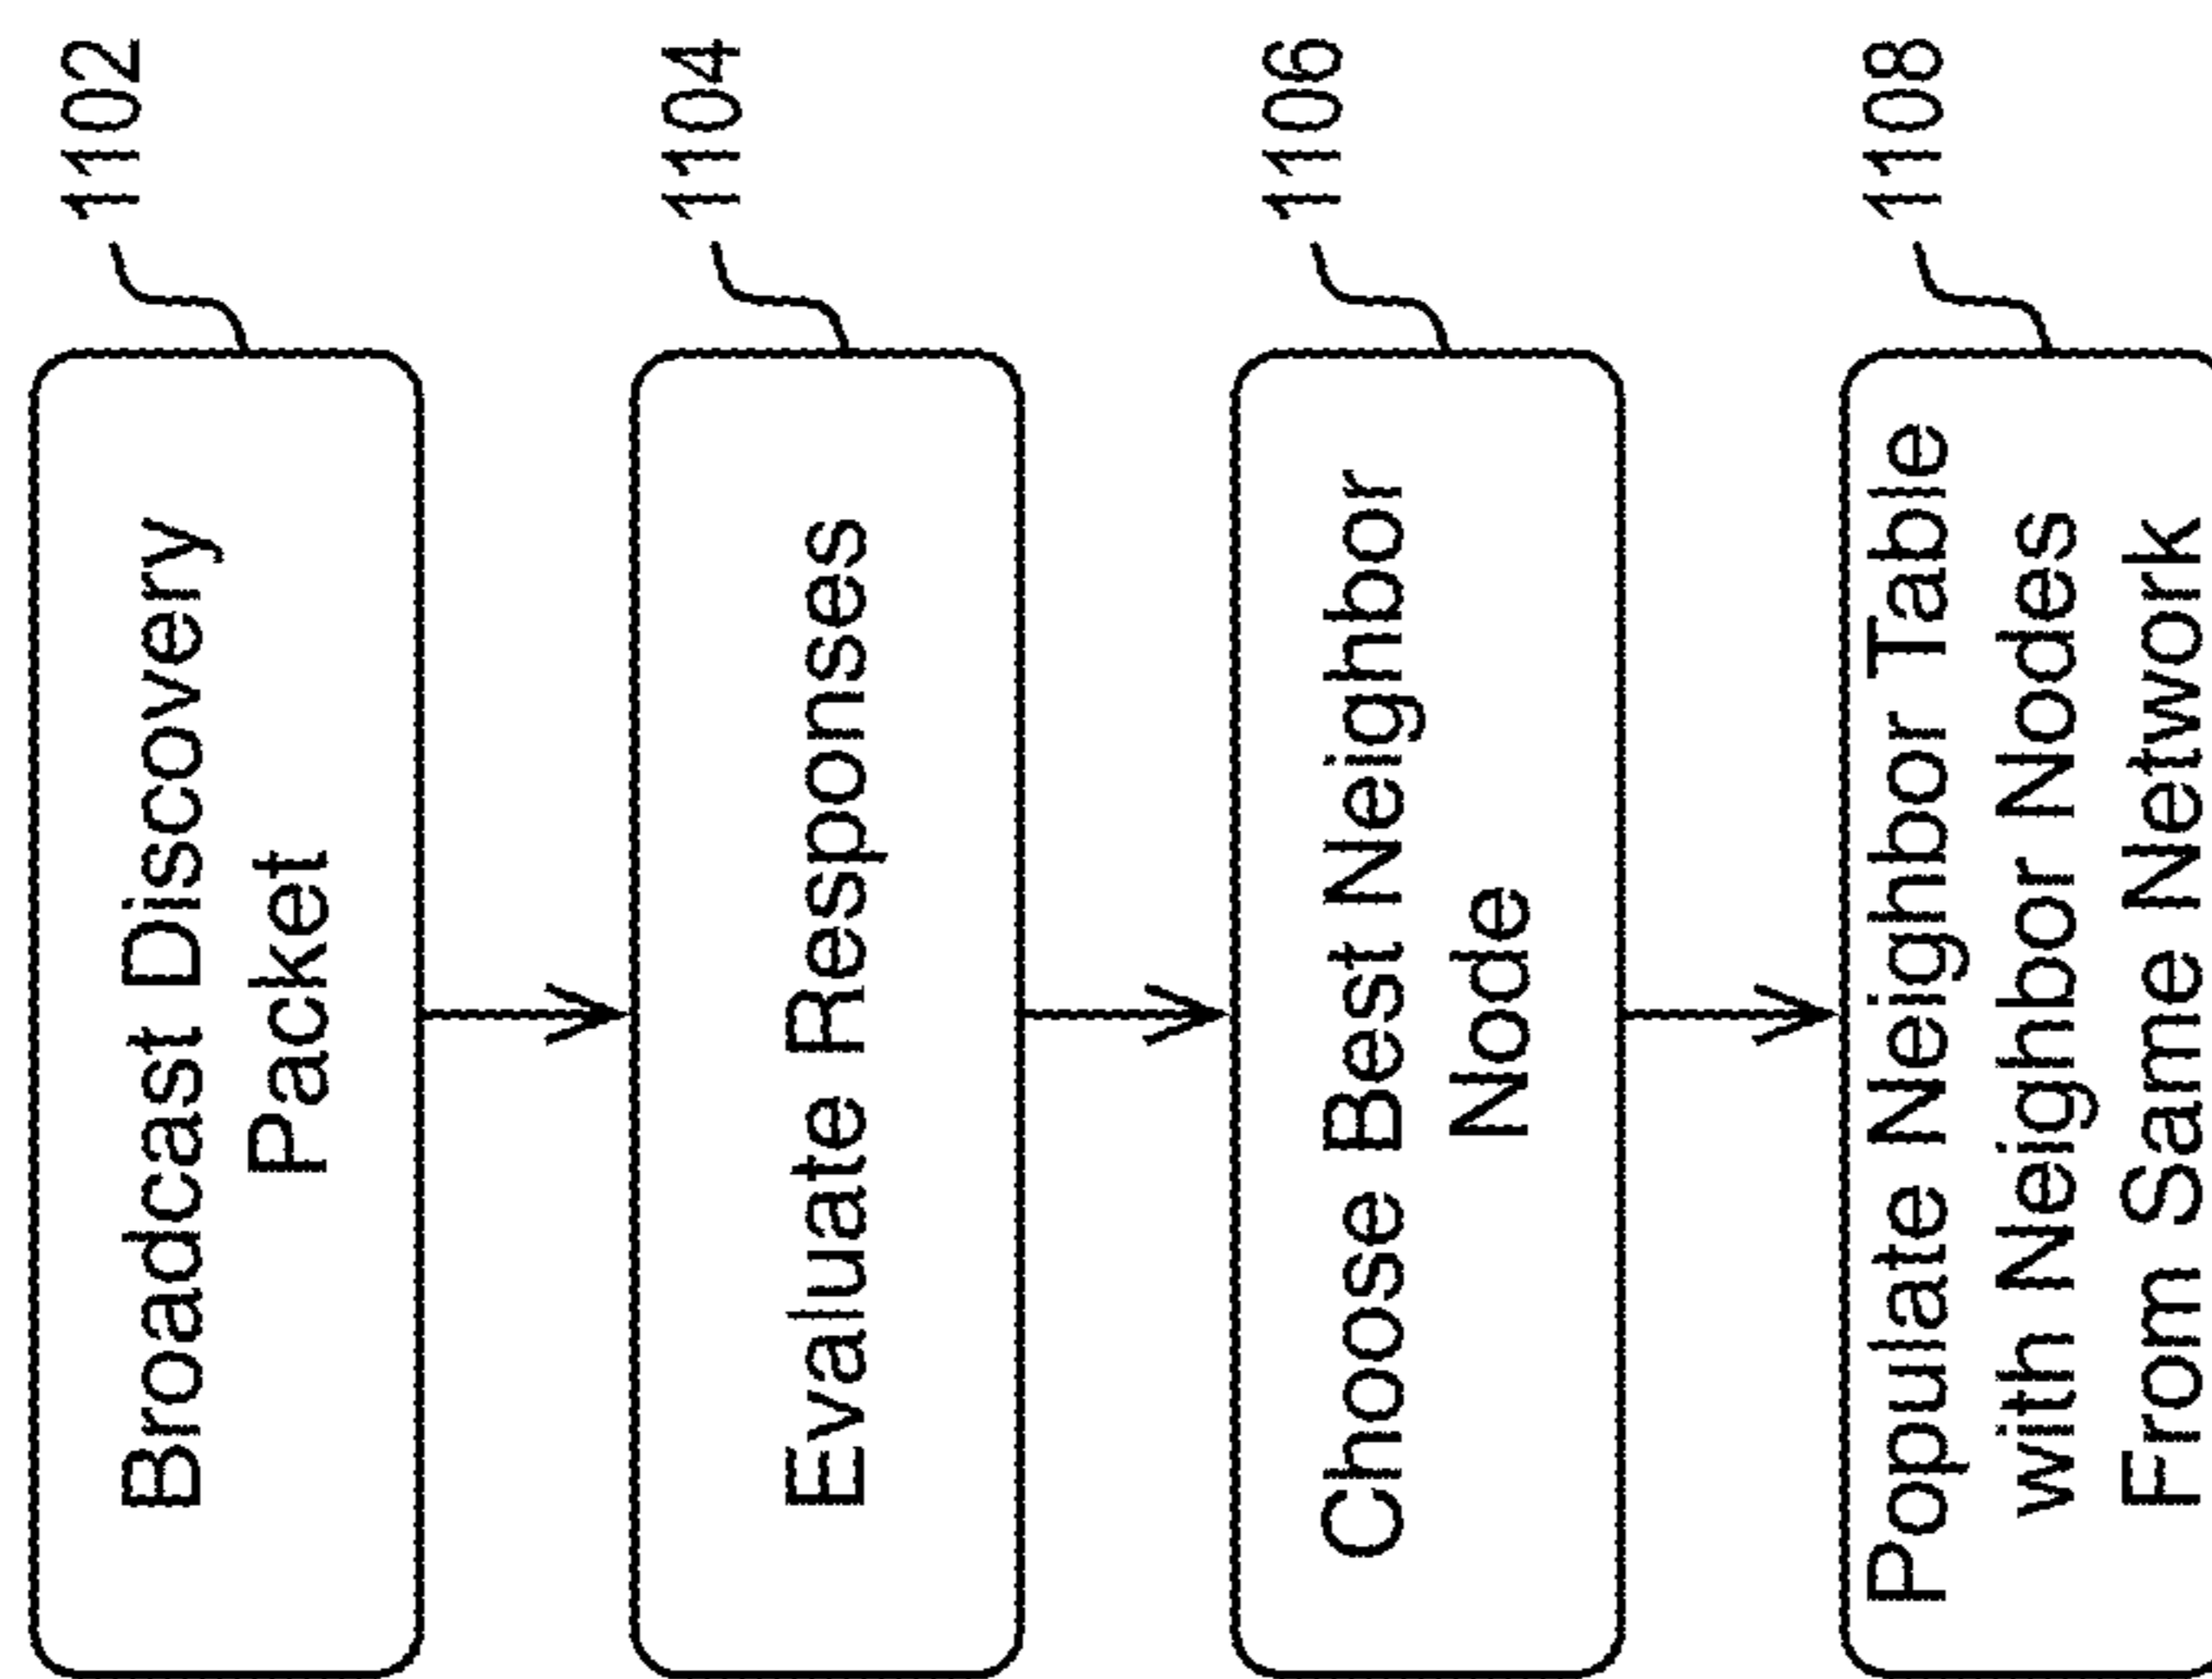 Broadcast Discovery
Packet
1102
Evaluate Responses
1104
Choose Best Neighbor
Node
1106
Populate Neighbor Table
with Neighbor Nodes
From Same Network
1108